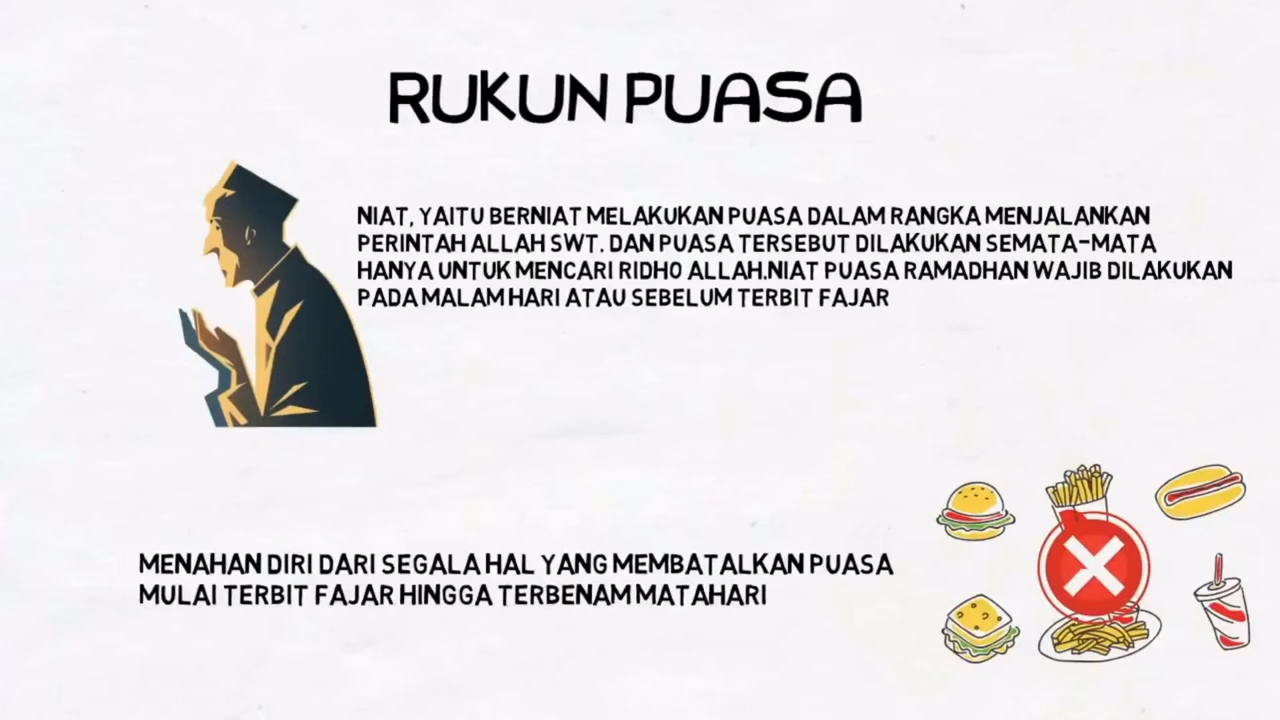 RUKUN PUASA
NIAT, YAITU BERNIAT MELAKUKAN PUASA DALAM RANGKA MENJALANKAN
PERINTAH ALLAH SWT. DAN PUASA TERSEBUT DILAKUKAN SEMATA-MATA
HANYA UNTUK MENCARI RIDHO ALLAH.NIAT PUASA RAMADHAN WAJIB DILAKUKAN
PADA MALAM HARI ATAU SEBELUM TERBIT FAJAR
MENAHAN DIRI DARI SEGALA HAL YANG MEMBATALKAN PUASA
MULAI TERBIT FAJAR HINGGA TERBENAM MATAHARI